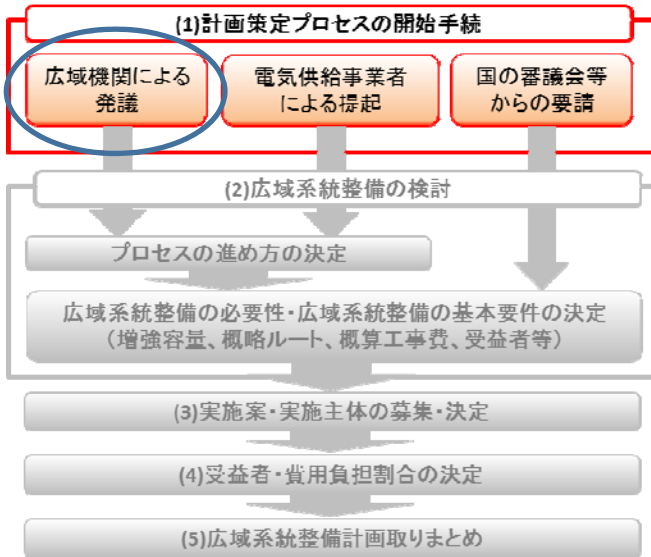 (1)計画策定プロセスの開始手続
広域機関による
発議
電気供給事業者
による提起
国の審議会等
からの要請
(2)広域系統整備の検討
プロセスの進め方の決定
広域系統整備の必要性・広域系統整備の基本要件の決定
(増強容量、概略ルート、概算工事費、受益者等)
(3)実施案・実施主体の募集・決定
(4)受益者・費用負担割合の決定
(5)広域系統整備計画取りまとめ